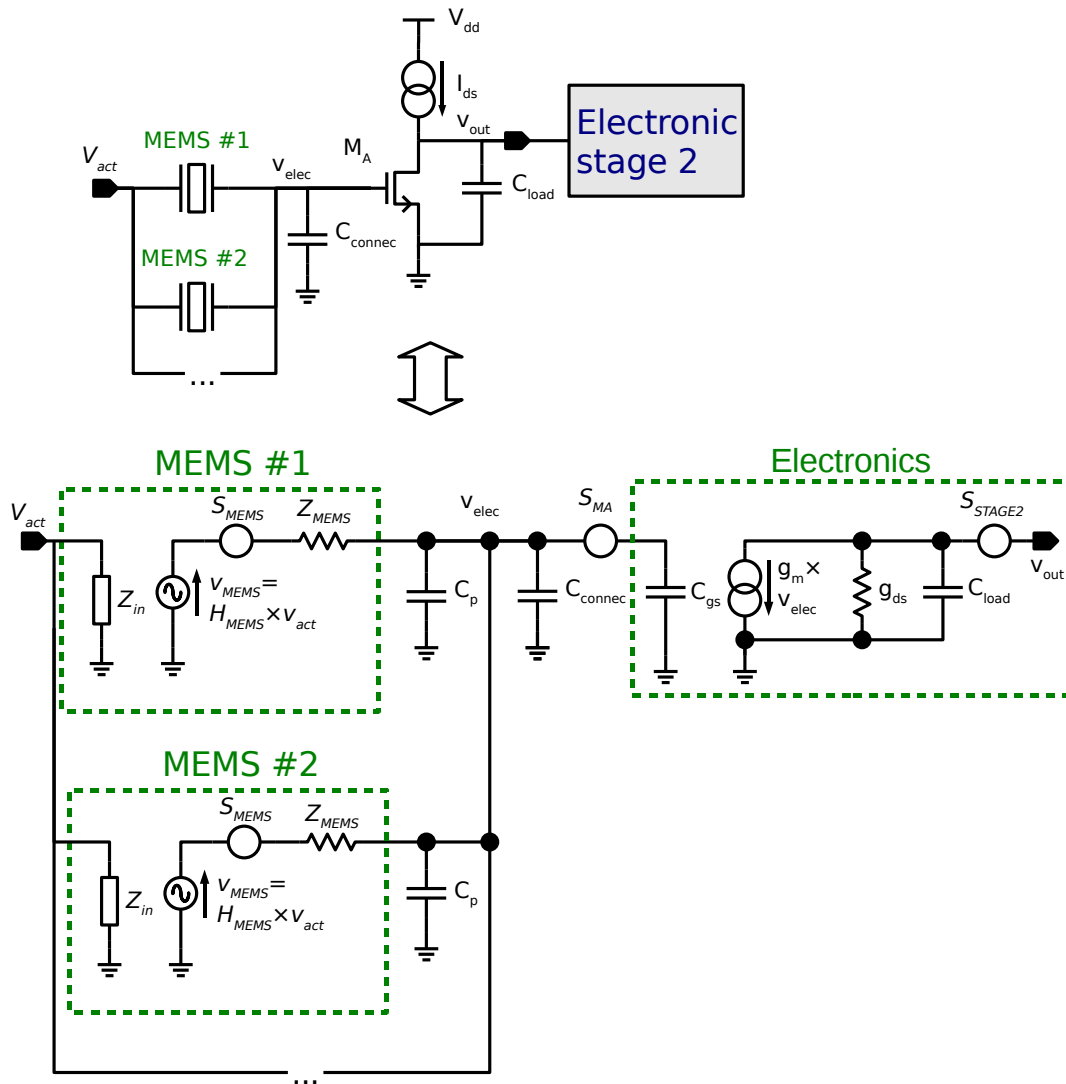 V_dd
I_ds
v_out
Electronic
stage 2
MEMS #1
V_act
v_elec
M_A
C_load
C_connec
MEMS #2
...
MEMS #1
Electronics
V_act
S_MEMS
Z_MEMS
v_elec
S_MA
S_STAGE2
Z_in
v_MEMS=
H_MEMS×v_act
C_p
C_connec
C_gs
g_m×
v_elec
g_ds
C_load
v_out
MEMS #2
S_MEMS
Z_MEMS
Z_in
v_MEMS=
H_MEMS×v_act
C_p
...